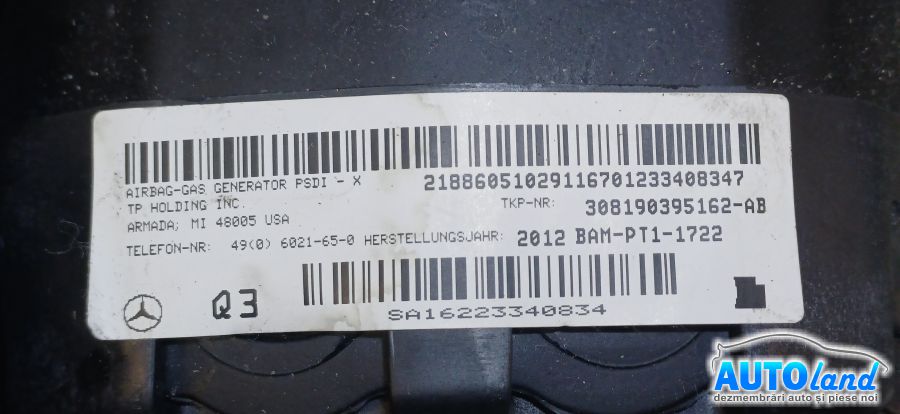 AIRBAG-GAS GENERATOR PSDI - X
21886051029116701233408347
TP HOLDING INC.
TKP-NR: 308190395162-AB
ARMADA; MI 48005 USA
TELEFON-NR: 49(0) 6021-65-0 HERSTELLUNGSJAHR: 2012 BAM-PT1-1722
Q3
SA16223340834
AUTOland
dezmembrări auto și piese noi